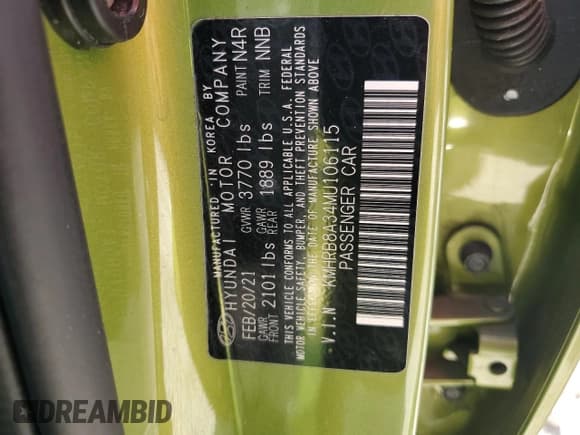 MANUFACTURED IN KOREA BY
HYUNDAI MOTOR COMPANY
FEB/20/21 GVWR 3770 lbs PAINT N4R
GAWR FRONT 2101 lbs GAWR REAR 1889 lbs TRIM NNB
THIS VEHICLE CONFORMS TO ALL APPLICABLE U.S.A. FEDERAL
MOTOR VEHICLE SAFETY, BUMPER, AND THEFT PREVENTION STANDARDS
IN EFFECT ON THE DATE OF MANUFACTURE SHOWN ABOVE
V.I.N KMHRB8A34MU106115
PASSENGER CAR
DREAMBID